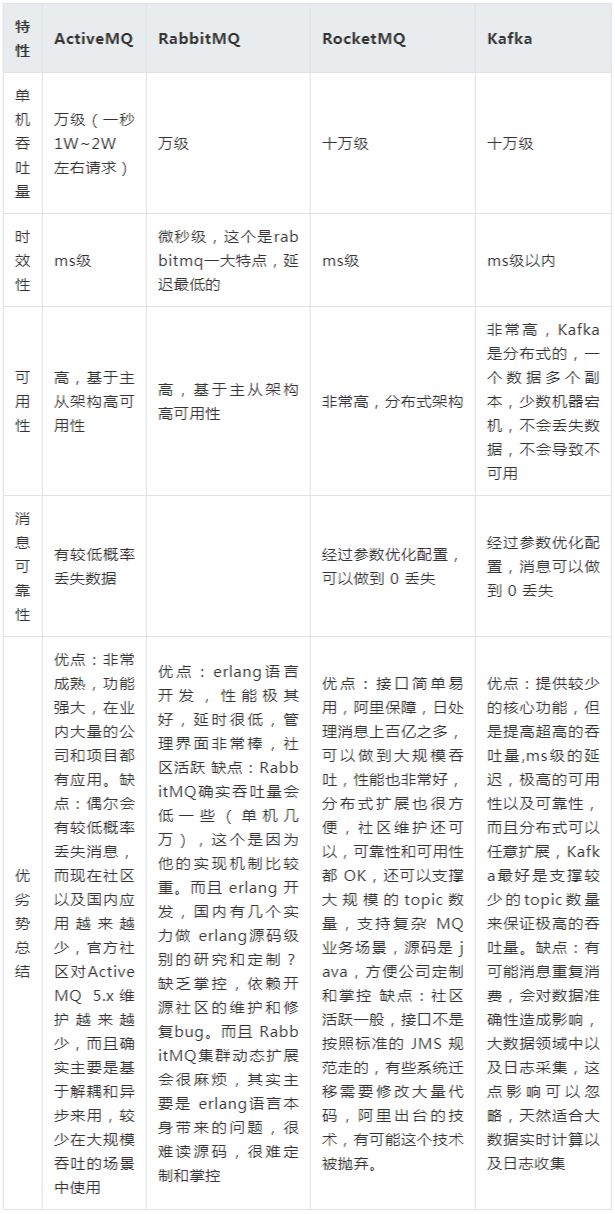 特
性
ActiveMQ
RabbitMQ
RocketMQ
Kafka
单
机
吞
吐
量
万级（一秒
1W~2W
左右请求）
万级
十万级
十万级
时
效
性
ms级
微秒级，这个是rab
bitmq一大特点，延
迟最低的
ms级
ms级以内
可
用
性
高，基于主
从架构高可
用性
高，基于主从架构
高可用性
非常高，分布式架构
非常高，Kafka
是分布式的，一
个数据多个副
本，少数机器宕
机，不会丢失数
据，不会导致不
可用
消
息
可
靠
性
有较低概率
丢失数据
经过参数优化配置，
可以做到 0 丢失
经过参数优化配
置，消息可以做
到 0 丢失
优
劣
势
总
结
优点：非常
成熟，功能
强大，在业
内大量的公
司和项目都
有应用。缺
点：偶尔会
有较低概率
丢失消息，
而现在社区
以及国内应
用越来越
少，官方社
区对Active
MQ 5.x 维
护越来越
少，而且确
实主要是基
于解耦和异
步来用，较
少在大规模
吞吐的场景
中使用
优点：erlang语言
开发，性能极其
好，延时很低，管
理界面非常棒，社
区活跃 缺点：Rabb
itMQ确实吞吐量会
低一些（单机几
万），这个是因为
他的实现机制比较
重。而且 erlang 开
发，国内有几个实
力做 erlang源码级
别的研究和定制？
缺乏掌控，依赖开
源社区的维护和修
复bug。而且 Rabb
itMQ集群动态扩展
会很麻烦，其实主
要是 erlang语言本
身带来的问题，很
难读源码，很难定
制和掌控
优点：接口简单易
用，阿里保障，日处
理消息上百亿之多，
可以做到大规模吞
吐，性能也非常好，
分布式扩展也很方
便，社区维护还可
以，可靠性和可用性
都 OK，还可以支撑
大规模的topic数
量，支持复杂 MQ
业务场景，源码是 j
ava，方便公司定制
和掌控 缺点：社区
活跃一般，接口不是
按照标准的 JMS 规
范走的，有些系统迁
移需要修改大量代
码，阿里出台的技
术，有可能这个技术
被抛弃。
优点：提供较少
的核心功能，但
是提高超高的吞
吐量,ms级的延
迟，极高的可用
性以及可靠性，
而且分布式可以
任意扩展，Kafk
a最好是支撑较
少的topic数量
来保证极高的吞
吐量。缺点：有
可能消息重复消
费，会对数据准
确性造成影响，
大数据领域中以
及日志采集，这
点影响可以忽
略，天然适合大
数据实时计算以
及日志收集